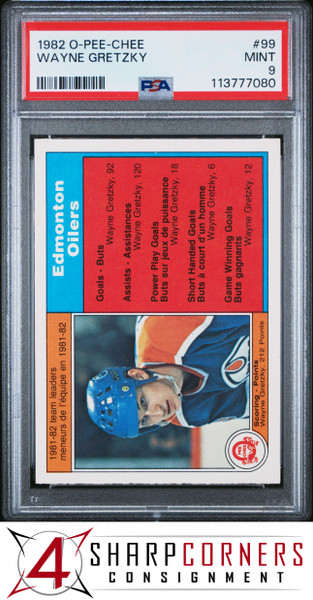 1982 O-PEE-CHEE
WAYNE GRETZKY
#99
MINT
9
PSA
113777080
1981-82 team leaders
meneurs de l'équipe en 1981-82
Edmonton
Oilers
Goals - Buts
Wayne Gretzky, 92
Assists - Assistances
Wayne Gretzky, 120
Power Play Goals
Buts sur jeux de puissance
Wayne Gretzky, 18
Short Handed Goals
Buts à court d'un homme
Wayne Gretzky, 6
Game Winning Goals
Buts gagnants
Wayne Gretzky, 12
Scoring - Points
Wayne Gretzky, 212 Points
4 SHARPCORNERS
CONSIGNMENT